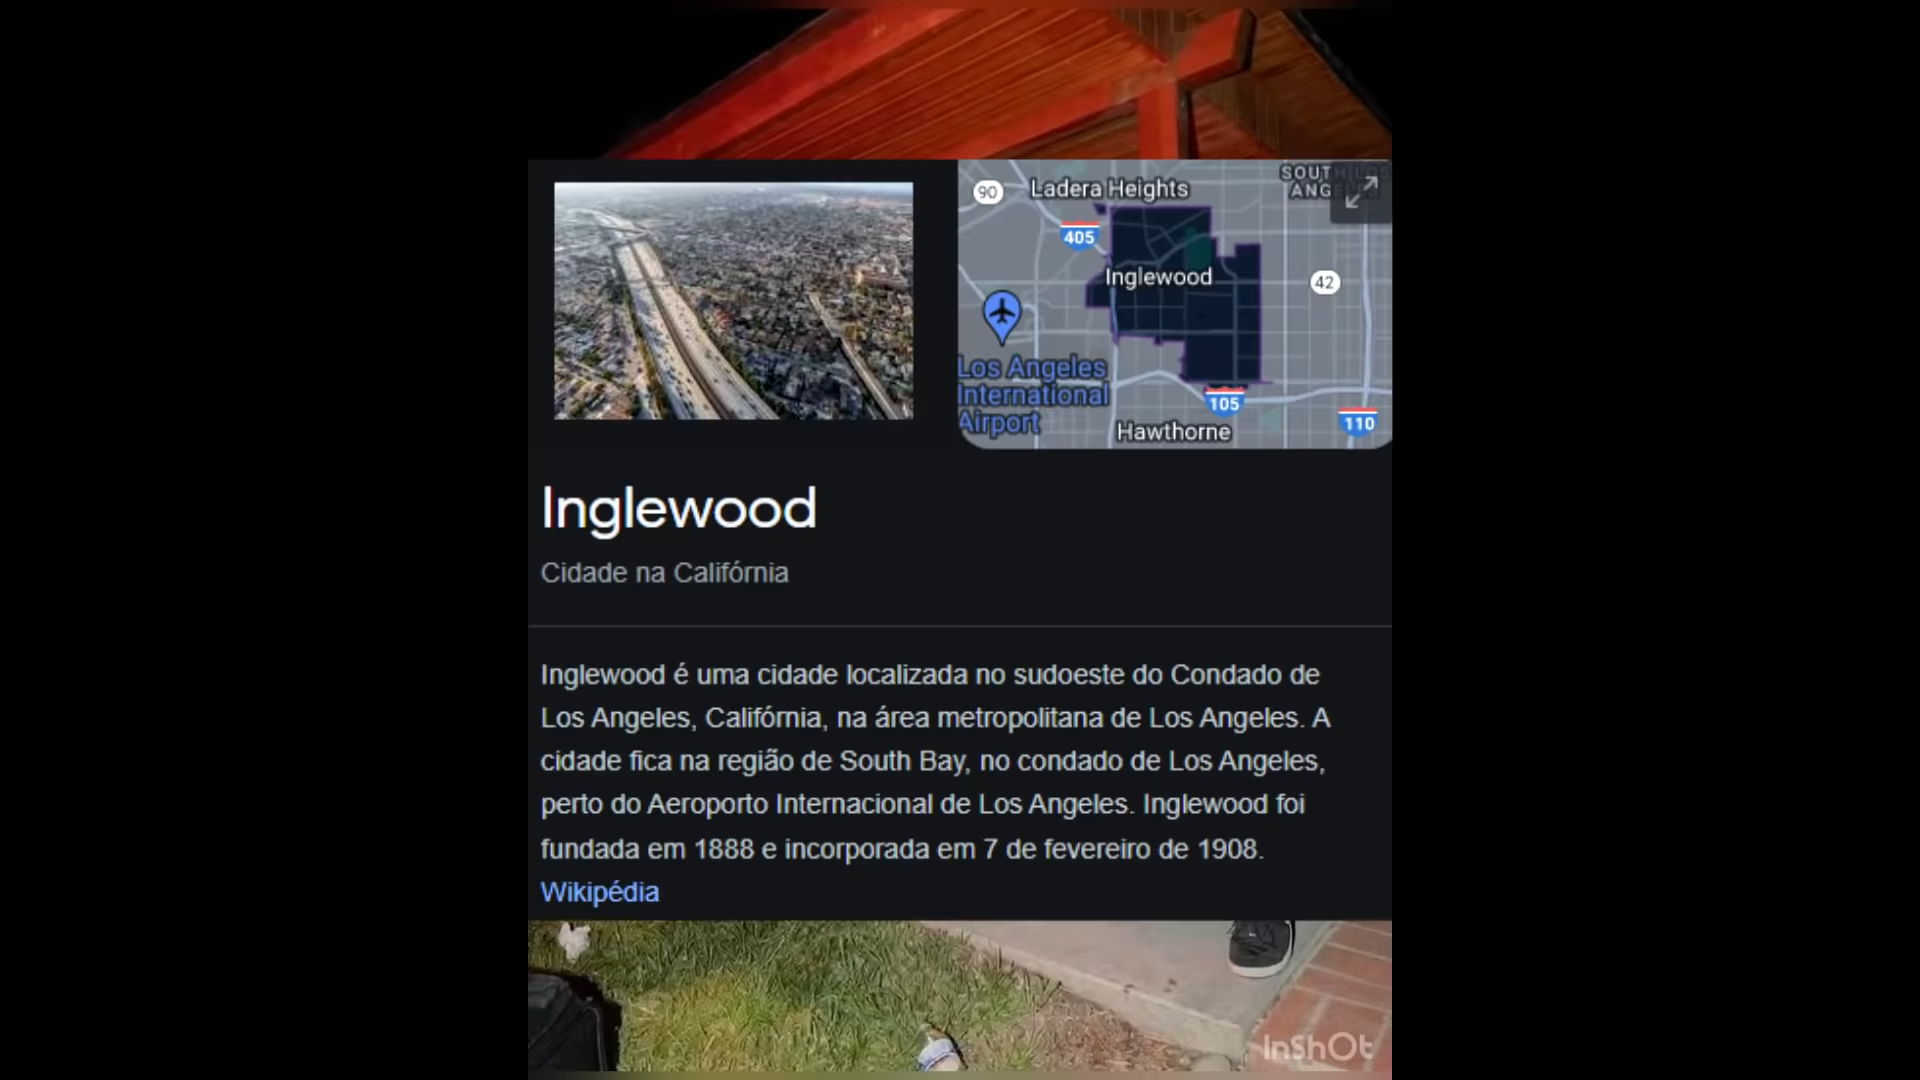 90
Ladera Heights
SOUTH
ANG
405
Inglewood
42
Los Angeles
International
Airport
105
110
Hawthorne
Inglewood
Cidade na Califórnia
Inglewood é uma cidade localizada no sudoeste do Condado de
Los Angeles, Califórnia, na área metropolitana de Los Angeles. A
cidade fica na região de South Bay, no condado de Los Angeles,
perto do Aeroporto Internacional de Los Angeles. Inglewood foi
fundada em 1888 e incorporada em 7 de fevereiro de 1908.
Wikipédia
InShOt